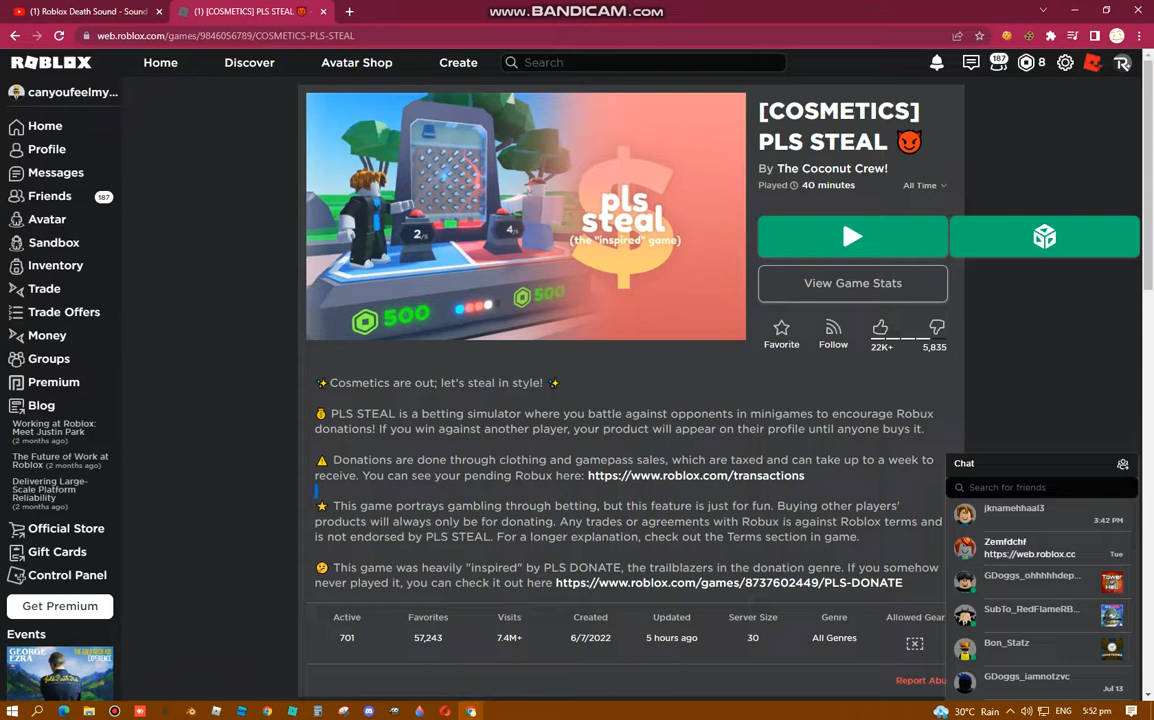 www.BANDICAM.com
(1) Roblox Death Sound - Sound
(1) [COSMETICS] PLS STEAL 😈
web.roblox.com/games/9846056789/COSMETICS-PLS-STEAL
ROBLOX
Home
Discover
Avatar Shop
Create
Search
187
8
canyoufeelmy...
Home
Profile
Messages
Friends
187
Avatar
Sandbox
Inventory
Trade
Trade Offers
Money
Groups
Premium
Blog
Working at Roblox:
Meet Justin Park
(2 months ago)
The Future of Work at
Roblox (2 months ago)
Delivering Large-
Scale Platform
Reliability
(2 months ago)
Official Store
Gift Cards
Control Panel
Get Premium
Events
GEORGE
EZRA
2/s
4/s
500
500
pls
steal
(the "inspired" game)
[COSMETICS]
PLS STEAL 😈
By The Coconut Crew!
Played 40 minutes
All Time
View Game Stats
Favorite
Follow
22K+
5,835
✨Cosmetics are out; let's steal in style! ✨
💰 PLS STEAL is a betting simulator where you battle against opponents in minigames to encourage Robux
donations! If you win against another player, your product will appear on their profile until anyone buys it.
⚠ Donations are done through clothing and gamepass sales, which are taxed and can take up to a week to
receive. You can see your pending Robux here: https://www.roblox.com/transactions
⭐ This game portrays gambling through betting, but this feature is just for fun. Buying other players'
products will always only be for donating. Any trades or agreements with Robux is against Roblox terms and
is not endorsed by PLS STEAL. For a longer explanation, check out the Terms section in game.
🫡 This game was heavily "inspired" by PLS DONATE, the trailblazers in the donation genre. If you somehow
never played it, you can check it out here https://www.roblox.com/games/8737602449/PLS-DONATE
Active
Favorites
Visits
Created
Updated
Server Size
Genre
Allowed Gear
701
57,243
7.4M+
6/7/2022
5 hours ago
30
All Genres
Report Abu
Chat
Search for friends
jknamehhaal3
3:42 PM
Zemfdchf
https://web.roblox.cc
Tue
GDoggs_ohhhhhdep...
SubTo_RedFlameRB...
Bon_Statz
GDoggs_iamnotzvc
Jul 13
30°C Rain
ENG
5:52 pm